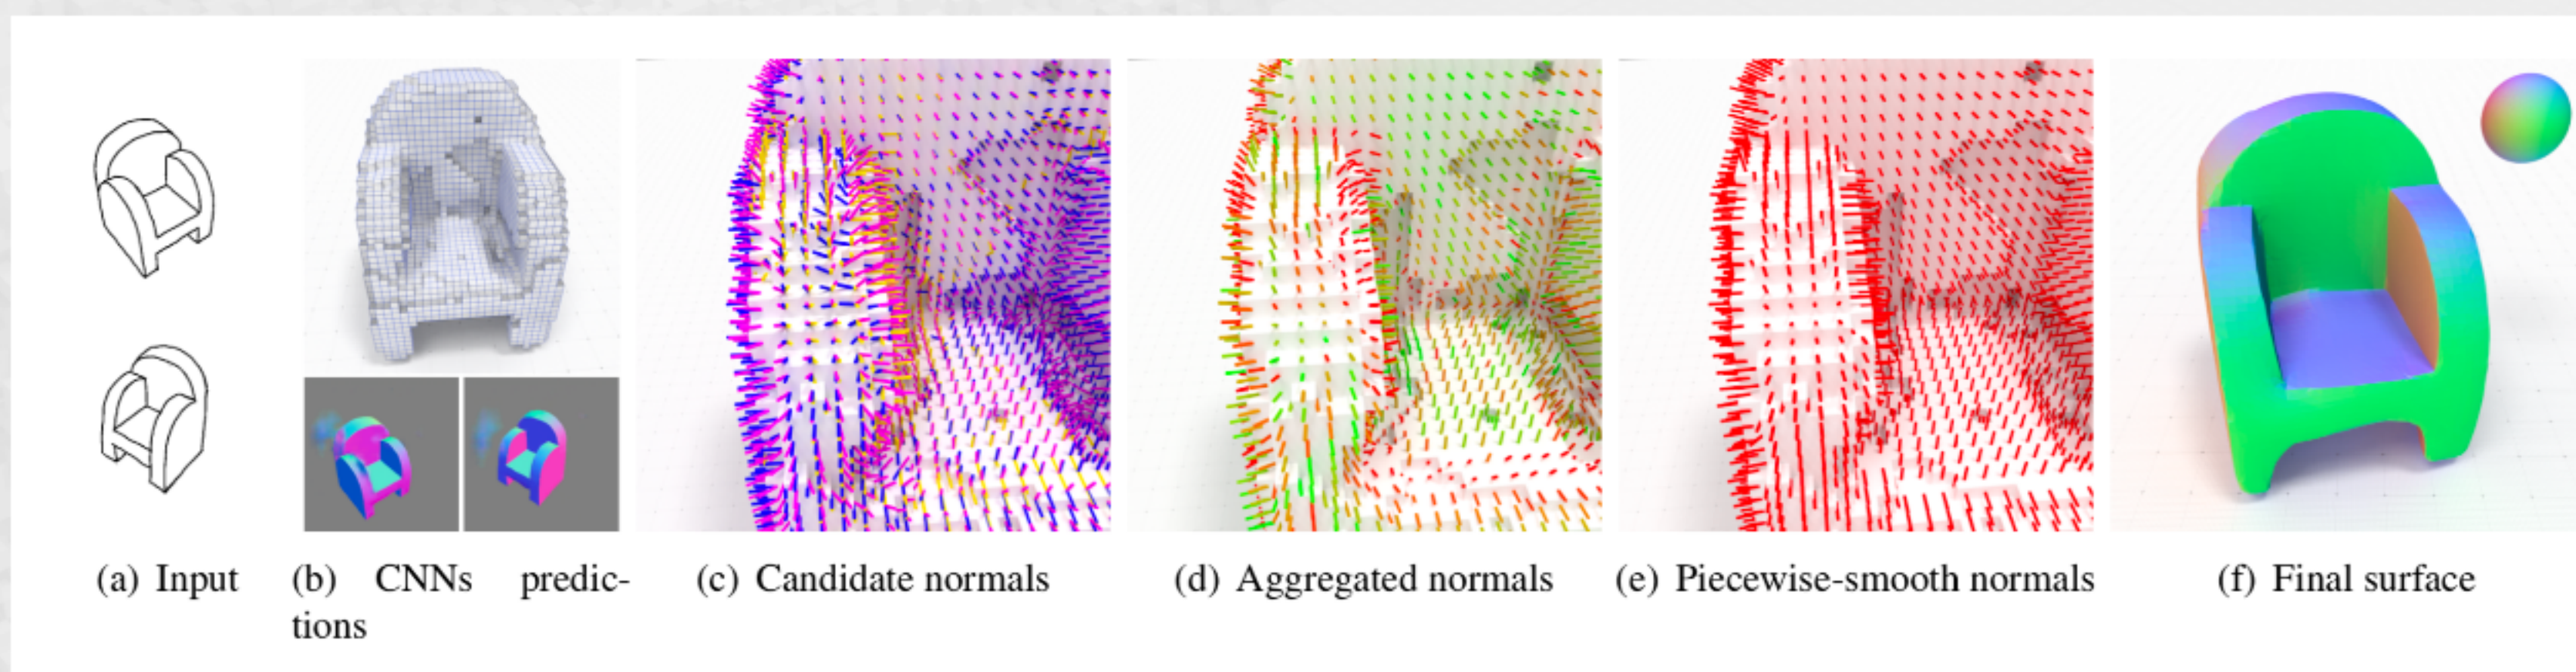 (a) Input
(b) CNNs predic-
tions
(c) Candidate normals
(d) Aggregated normals
(e) Piecewise-smooth normals
(f) Final surface